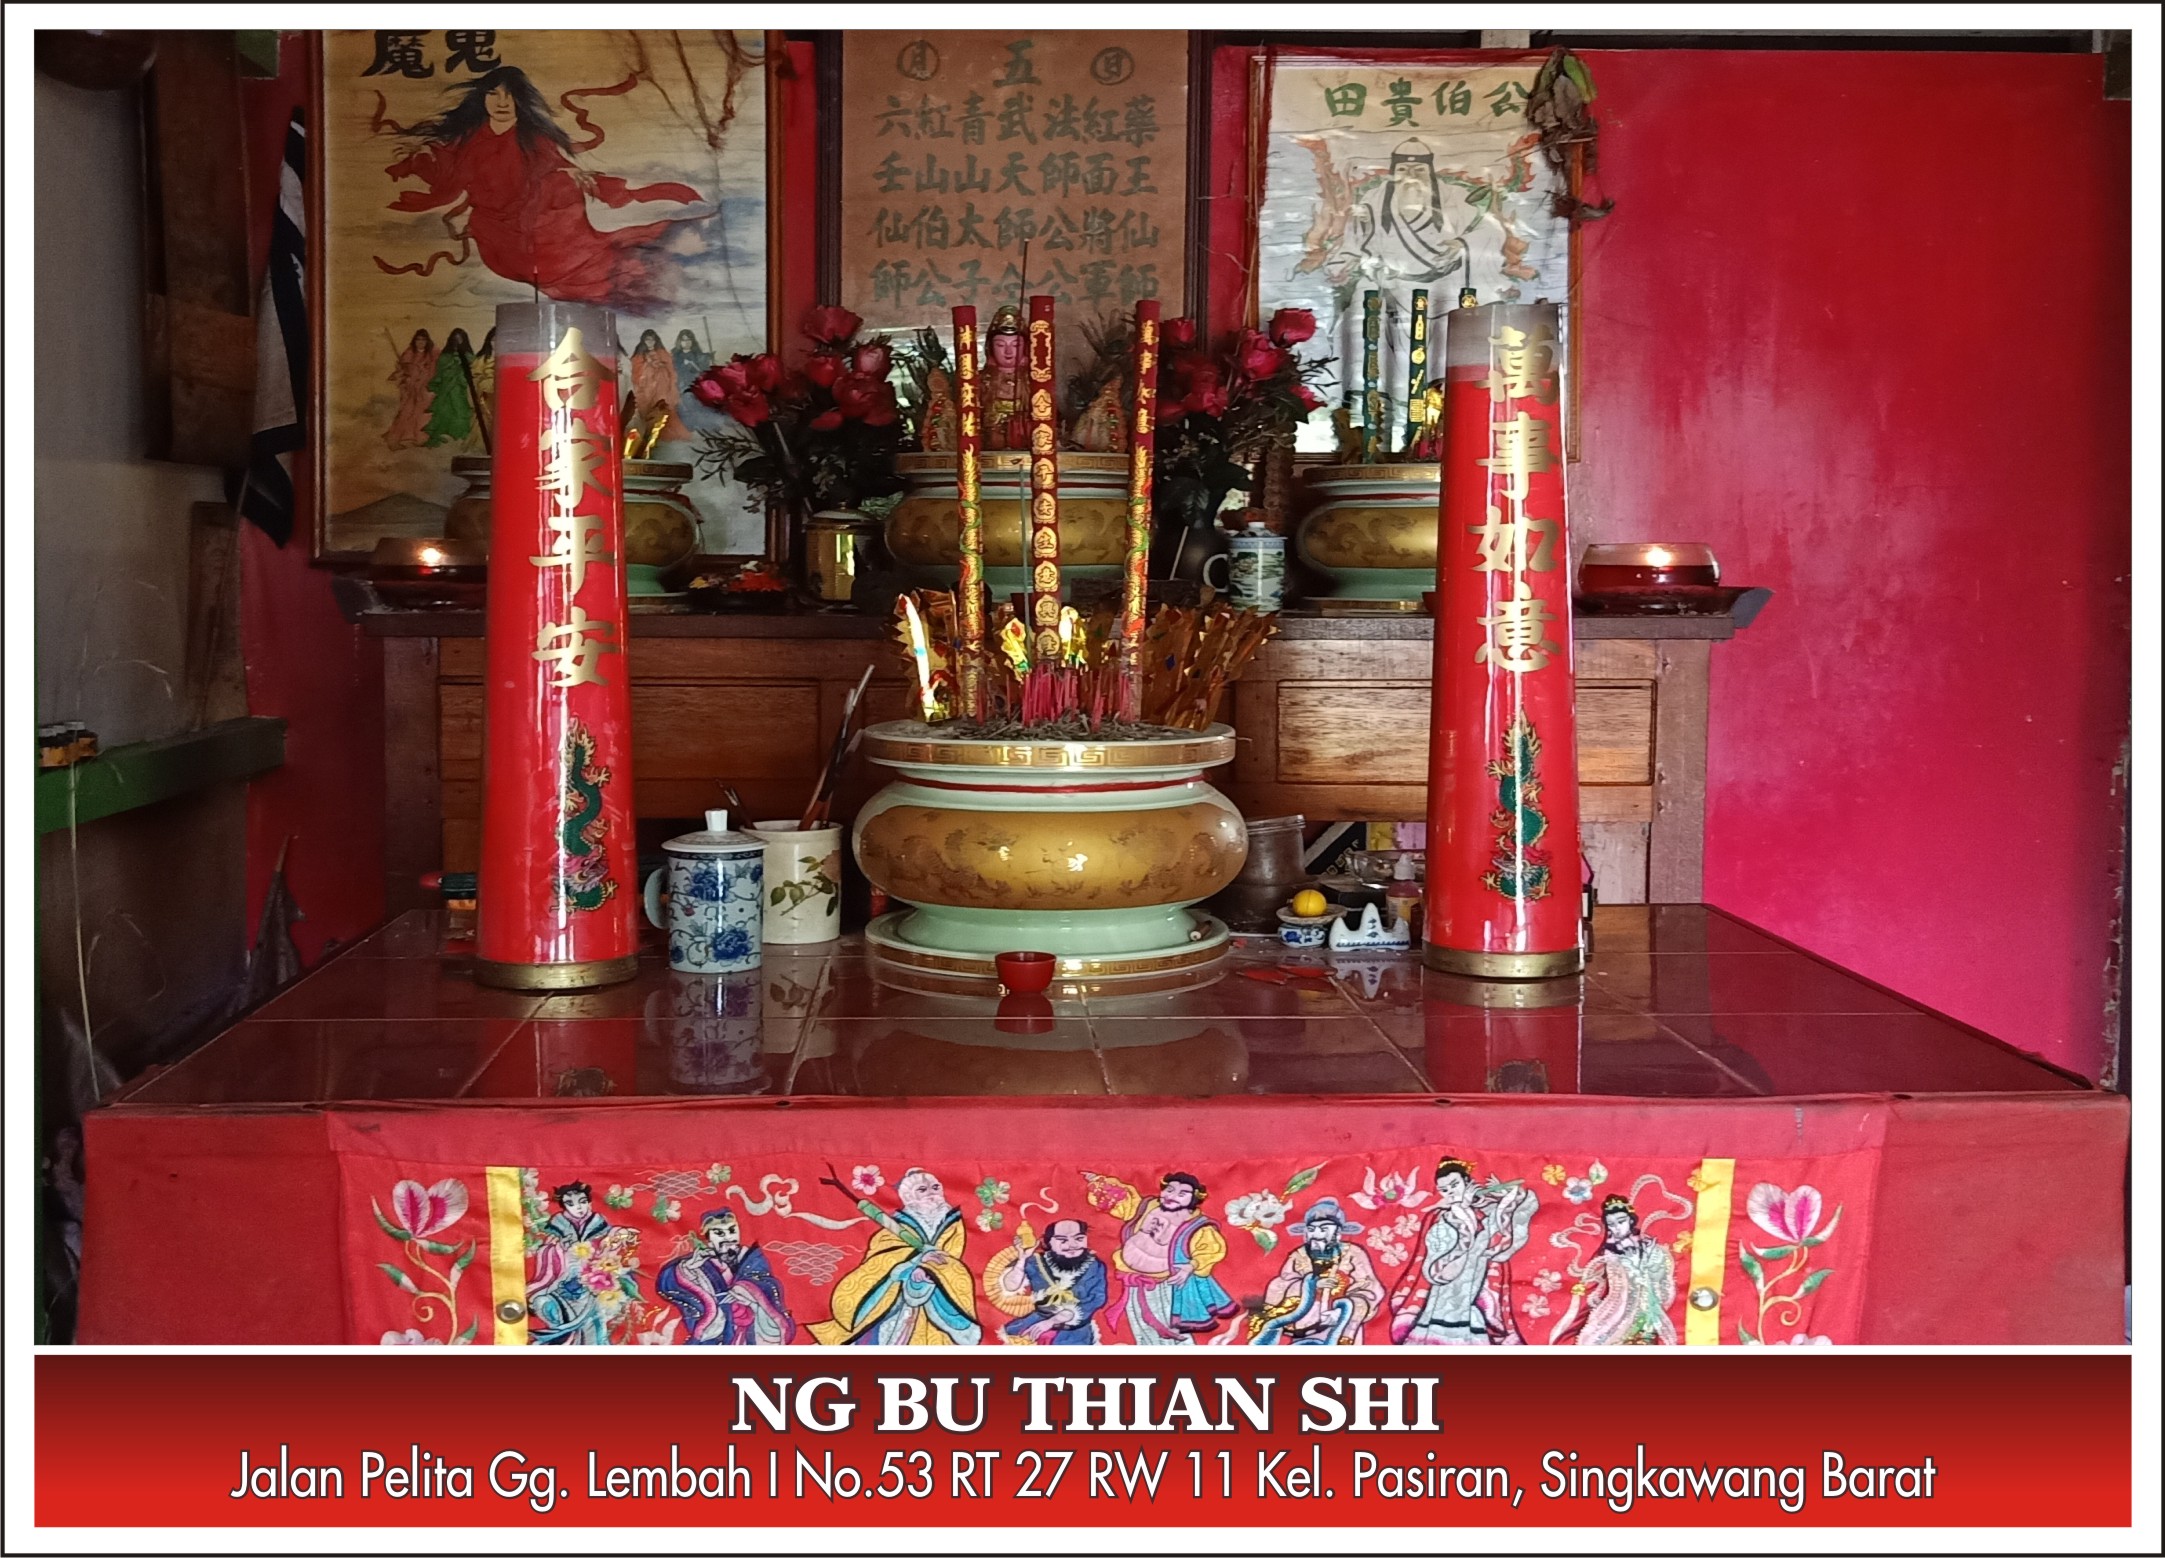 魔鬼
月 五 日
藥王仙師
紅面將軍
法師公公
武天師
青山太子
紅山伯公
六壬仙師
田貴伯公
合家平安
萬事如意
NG BU THIAN SHI
Jalan Pelita Gg. Lembah I No.53 RT 27 RW 11 Kel. Pasiran, Singkawang Barat